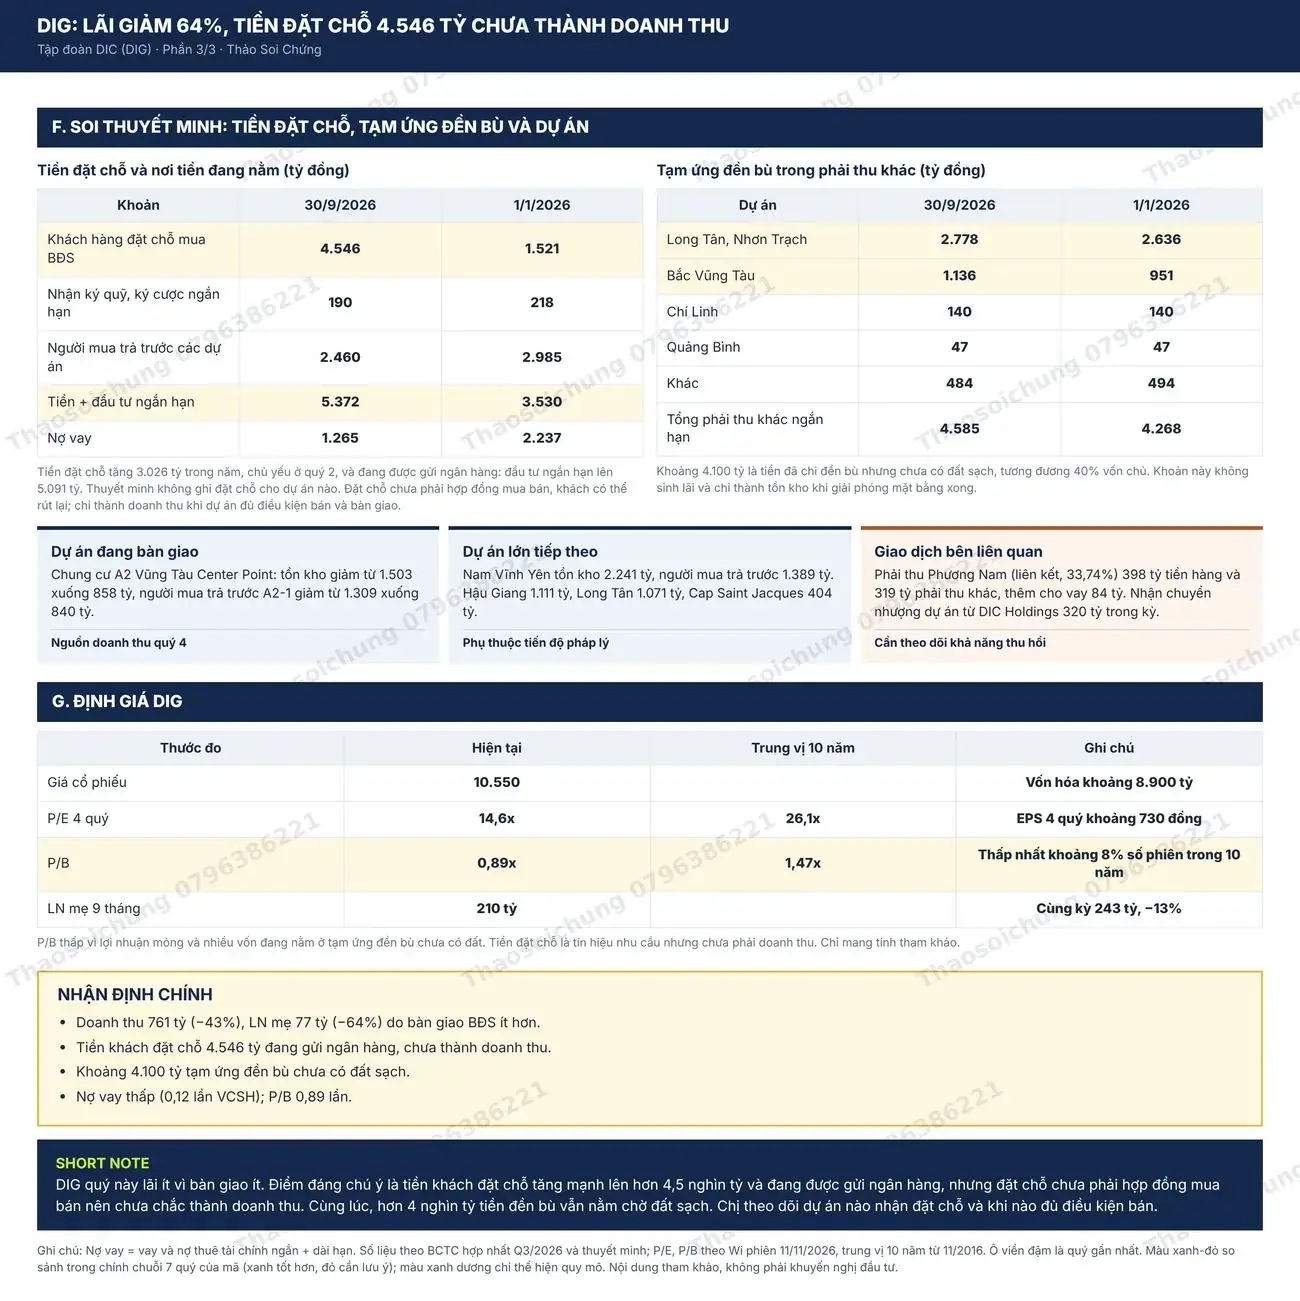 DIG: LÃI GIẢM 64%, TIỀN ĐẶT CHỖ 4.546 TỶ CHƯA THÀNH DOANH THU
Tập đoàn DIC (DIG) · Phần 3/3 · Thảo Soi Chứng
F. SOI THUYẾT MINH: TIỀN ĐẶT CHỖ, TẠM ỨNG ĐỀN BÙ VÀ DỰ ÁN
Tiền đặt chỗ và nơi tiền đang nằm (tỷ đồng)
Khoản 30/9/2026 1/1/2026
Khách hàng đặt chỗ mua
BĐS 4.546 1.521
Nhận ký quỹ, ký cược ngắn
hạn 190 218
Người mua trả trước các dự
án 2.460 2.985
Tiền + đầu tư ngắn hạn 5.372 3.530
Nợ vay 1.265 2.237
Tiền đặt chỗ tăng 3.026 tỷ trong năm, chủ yếu ở quý 2, và đang được gửi ngân hàng: đầu tư ngắn hạn lên
5.091 tỷ. Thuyết minh không ghi đặt chỗ cho dự án nào. Đặt chỗ chưa phải hợp đồng mua bán, khách có thể
rút lại; chỉ thành doanh thu khi dự án đủ điều kiện bán và bàn giao.
Tạm ứng đền bù trong phải thu khác (tỷ đồng)
Dự án 30/9/2026 1/1/2026
Long Tân, Nhơn Trạch 2.778 2.636
Bắc Vũng Tàu 1.136 951
Chí Linh 140 140
Quảng Bình 47 47
Khác 484 494
Tổng phải thu khác ngắn
hạn 4.585 4.268
Khoảng 4.100 tỷ là tiền đã chi đền bù nhưng chưa có đất sạch, tương đương 40% vốn chủ. Khoản này không
sinh lãi và chỉ thành tồn kho khi giải phóng mặt bằng xong.
Dự án đang bàn giao
Chung cư A2 Vũng Tàu Center Point: tồn kho giảm từ 1.503
xuống 858 tỷ, người mua trả trước A2-1 giảm từ 1.309 xuống
840 tỷ.
Nguồn doanh thu quý 4
Dự án lớn tiếp theo
Nam Vĩnh Yên tồn kho 2.241 tỷ, người mua trả trước 1.389 tỷ.
Hậu Giang 1.111 tỷ, Long Tân 1.071 tỷ, Cap Saint Jacques 404
tỷ.
Phụ thuộc tiến độ pháp lý
Giao dịch bên liên quan
Phải thu Phương Nam (liên kết, 33,74%) 398 tỷ tiền hàng và
319 tỷ phải thu khác, thêm cho vay 84 tỷ. Nhận chuyển
nhượng dự án từ DIC Holdings 320 tỷ trong kỳ.
Cần theo dõi khả năng thu hồi
G. ĐỊNH GIÁ DIG
Thước đo Hiện tại Trung vị 10 năm Ghi chú
Giá cổ phiếu 10.550 Vốn hóa khoảng 8.900 tỷ
P/E 4 quý 14,6x 26,1x EPS 4 quý khoảng 730 đồng
P/B 0,89x 1,47x Thấp nhất khoảng 8% số phiên trong 10
năm
LN mẹ 9 tháng 210 tỷ Cùng kỳ 243 tỷ, −13%
P/B thấp vì lợi nhuận mỏng và nhiều vốn đang nằm ở tạm ứng đền bù chưa có đất. Tiền đặt chỗ là tín hiệu nhu cầu nhưng chưa phải doanh thu. Chỉ mang tính tham khảo.
NHẬN ĐỊNH CHÍNH
• Doanh thu 761 tỷ (−43%), LN mẹ 77 tỷ (−64%) do bàn giao BĐS ít hơn.
• Tiền khách đặt chỗ 4.546 tỷ đang gửi ngân hàng, chưa thành doanh thu.
• Khoảng 4.100 tỷ tạm ứng đền bù chưa có đất sạch.
• Nợ vay thấp (0,12 lần VCSH); P/B 0,89 lần.
SHORT NOTE
DIG quý này lãi ít vì bàn giao ít. Điểm đáng chú ý là tiền khách đặt chỗ tăng mạnh lên hơn 4,5 nghìn tỷ và đang được gửi ngân hàng, nhưng đặt chỗ chưa phải hợp đồng mua
bán nên chưa chắc thành doanh thu. Cùng lúc, hơn 4 nghìn tỷ tiền đền bù vẫn nằm chờ đất sạch. Chị theo dõi dự án nào nhận đặt chỗ và khi nào đủ điều kiện bán.
Ghi chú: Nợ vay = vay và nợ thuê tài chính ngắn + dài hạn. Số liệu theo BCTC hợp nhất Q3/2026 và thuyết minh; P/E, P/B theo Wi phiên 11/11/2026, trung vị 10 năm từ 11/2016. Ô viền đậm là quý gần nhất. Màu xanh-đỏ so
sánh trong chính chuỗi 7 quý của mã (xanh tốt hơn, đỏ cần lưu ý); màu xanh dương chỉ thể hiện quy mô. Nội dung tham khảo, không phải khuyến nghị đầu tư.
Thaosoichung 0796386221